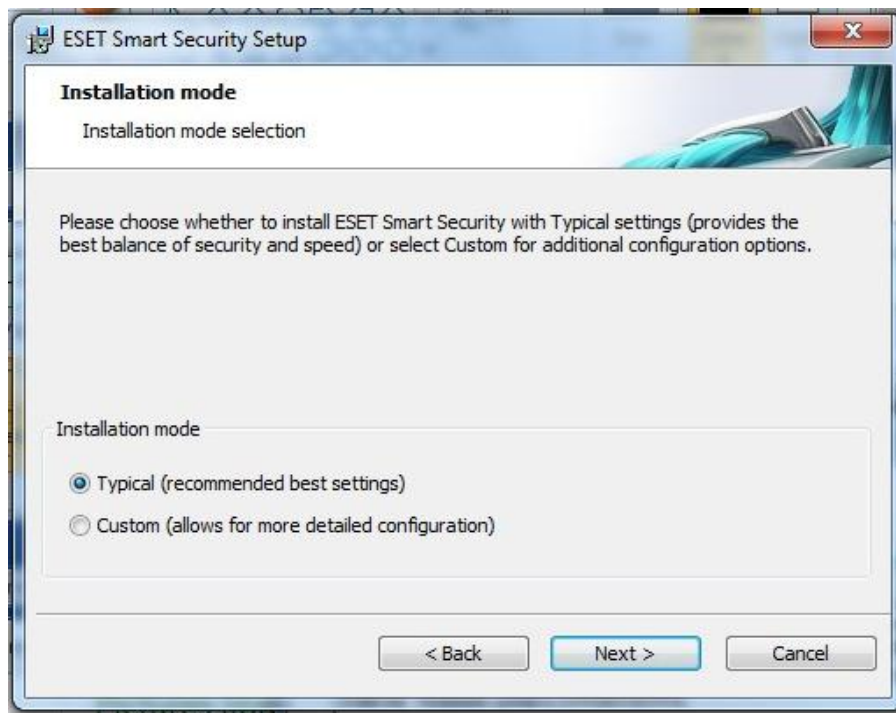 ESET Smart Security Setup
Installation mode
Installation mode selection
Please choose whether to install ESET Smart Security with Typical settings (provides the
best balance of security and speed) or select Custom for additional configuration options.
Installation mode
Typical (recommended best settings)
Custom (allows for more detailed configuration)
< Back
Next >
Cancel